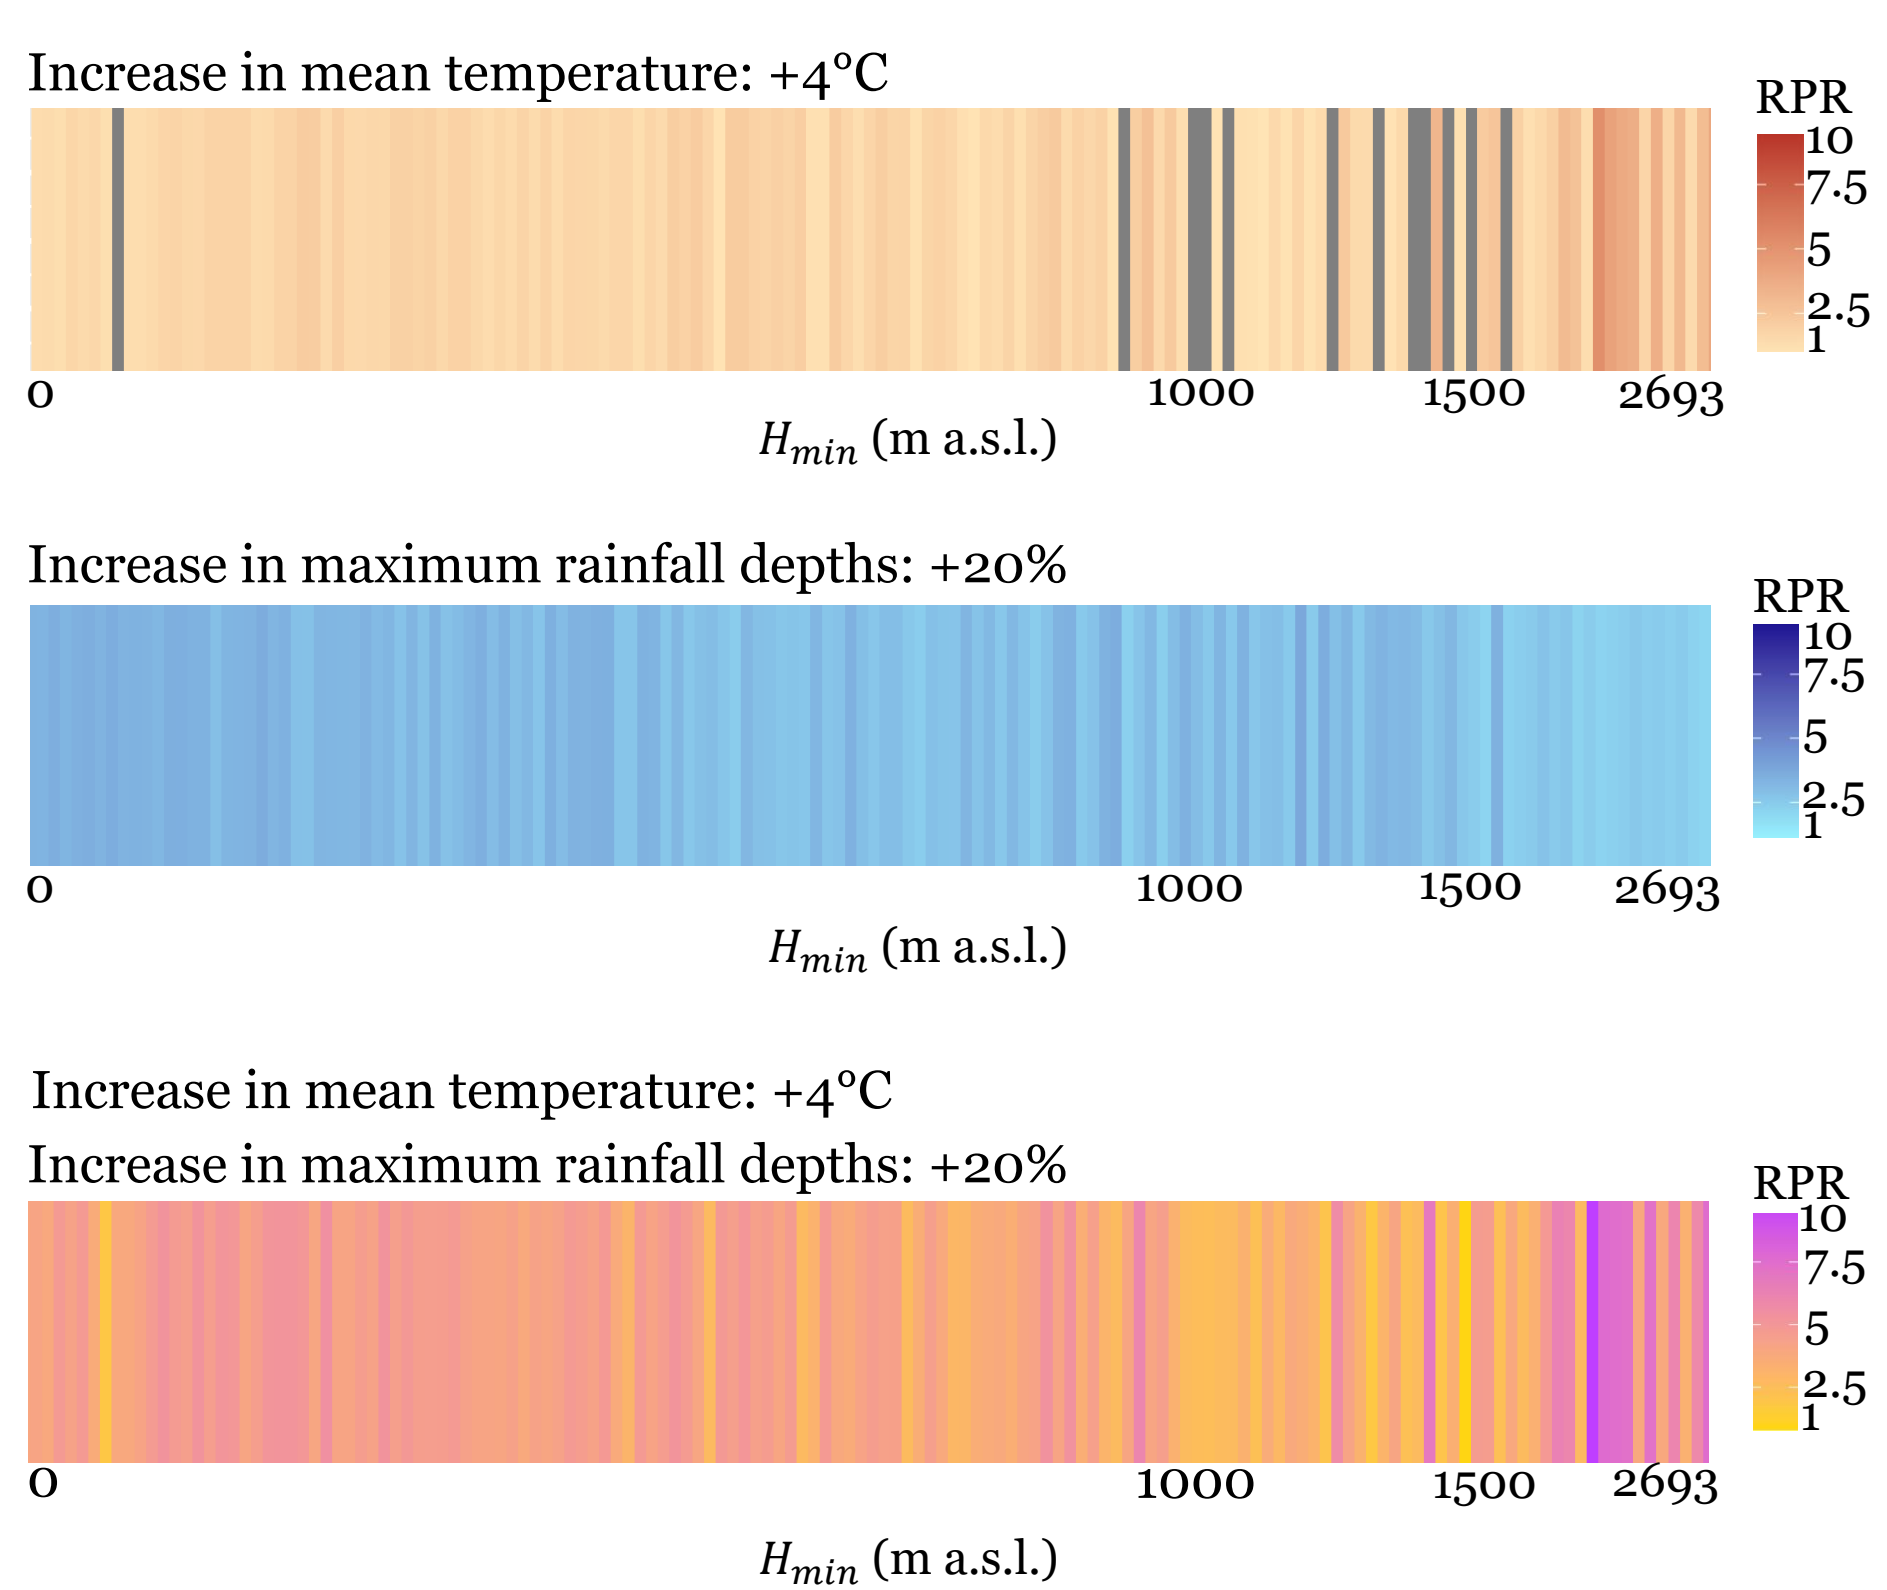 Increase in mean temperature: +4°C
RPR
10
7.5
5
2.5
1
0 1000 1500 2693
H_min (m a.s.l.)
Increase in maximum rainfall depths: +20%
RPR
10
7.5
5
2.5
1
0 1000 1500 2693
H_min (m a.s.l.)
Increase in mean temperature: +4°C
Increase in maximum rainfall depths: +20%
RPR
10
7.5
5
2.5
1
0 1000 1500 2693
H_min (m a.s.l.)